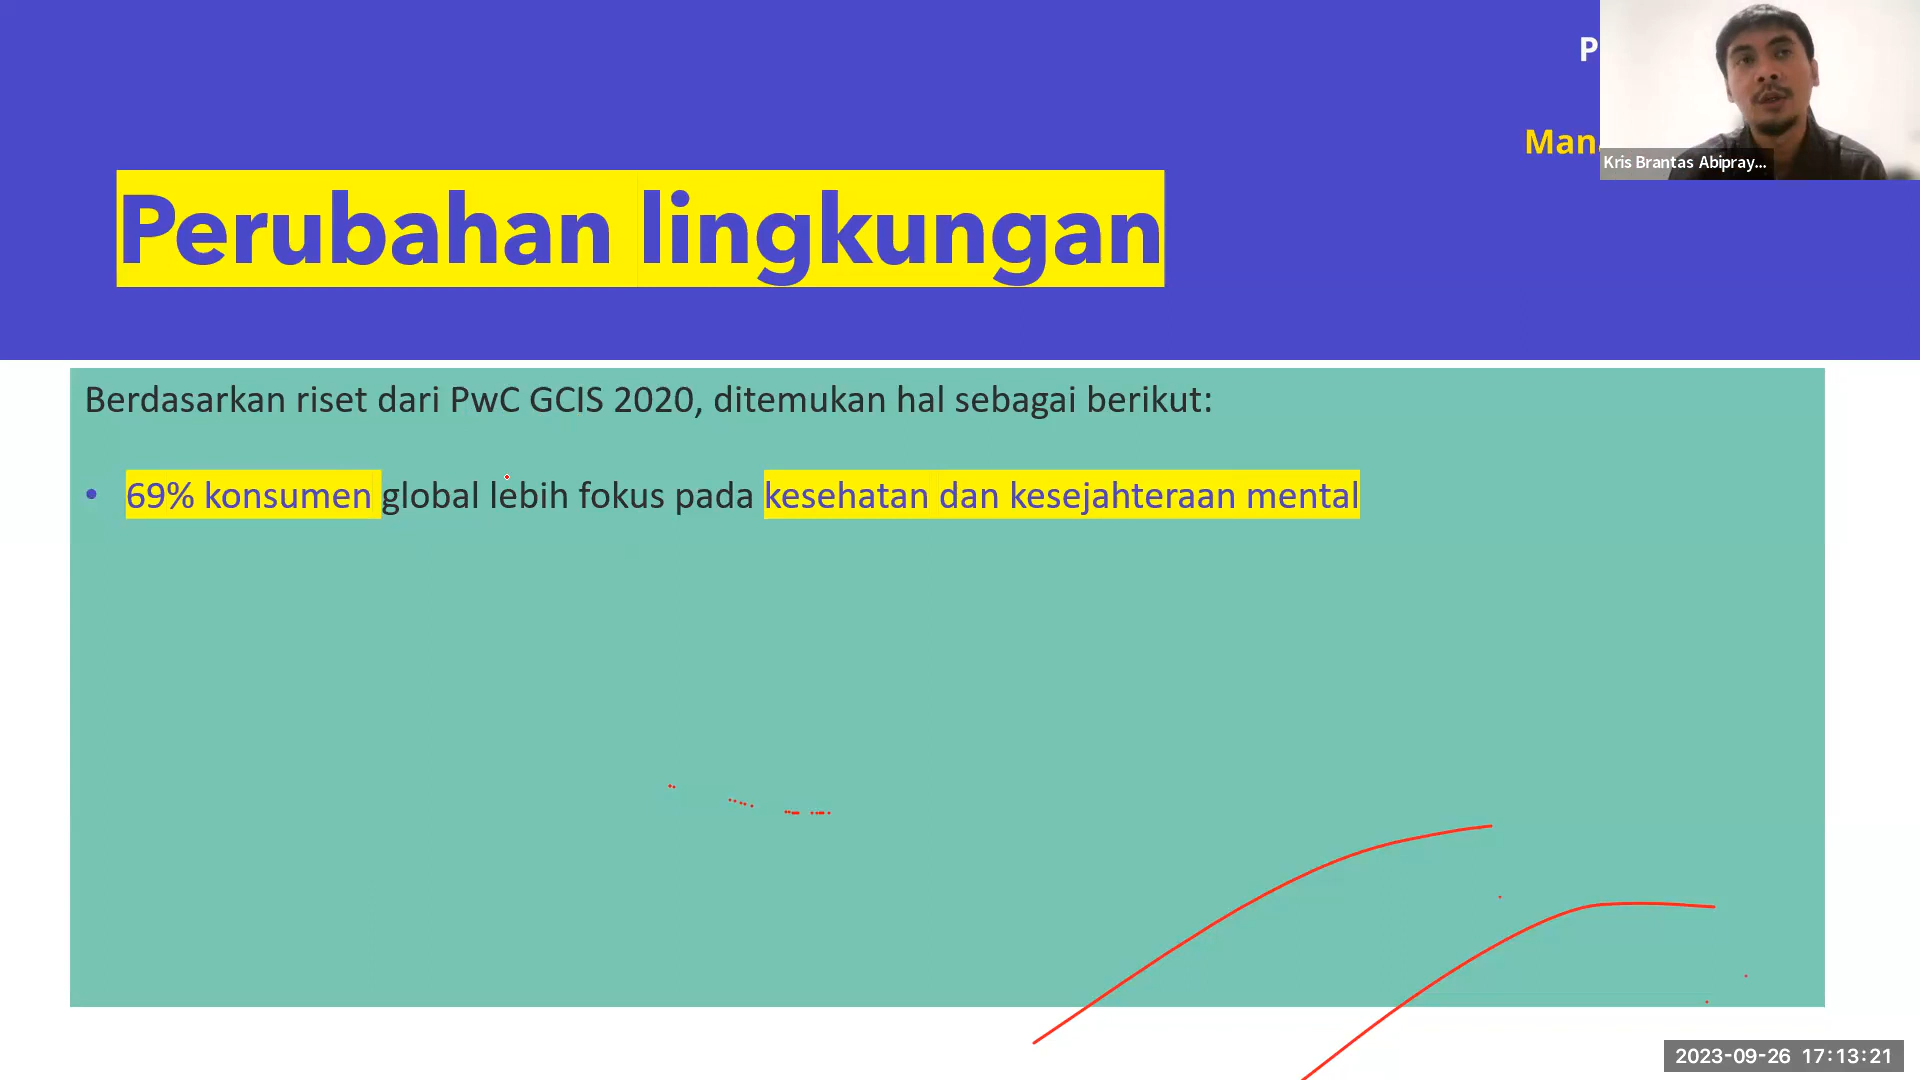 P
Man
Kris Brantas Abipray...
Perubahan lingkungan
Berdasarkan riset dari PwC GCIS 2020, ditemukan hal sebagai berikut:
• 69% konsumen global lebih fokus pada kesehatan dan kesejahteraan mental
2023-09-26 17:13:21